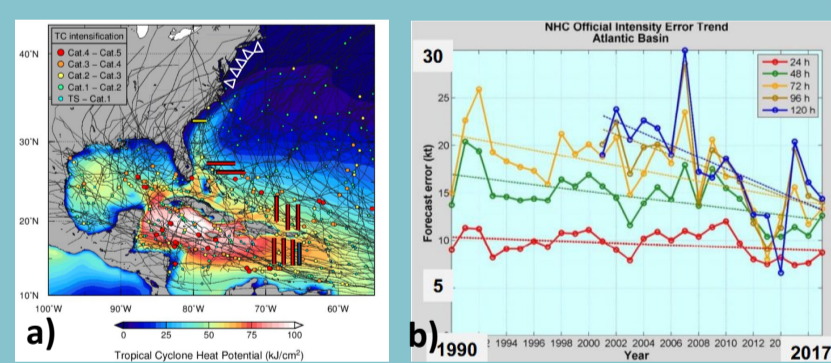 TC intensification
Cat.4 – Cat.5
Cat.3 – Cat.4
Cat.2 – Cat.3
Cat.1 – Cat.2
TS – Cat.1
40°N
30°N
20°N
10°N
100°W 90°W 80°W 70°W 60°W
0 25 50 75 100
Tropical Cyclone Heat Potential (kJ/cm²)
a)
NHC Official Intensity Error Trend
Atlantic Basin
24 h
48 h
72 h
96 h
120 h
30
25
20
15
10
5
Forecast error (kt)
1990 2 1994 1996 1998 2000 2002 2004 2006 2008 2010 2012 20 2017
Year
b)